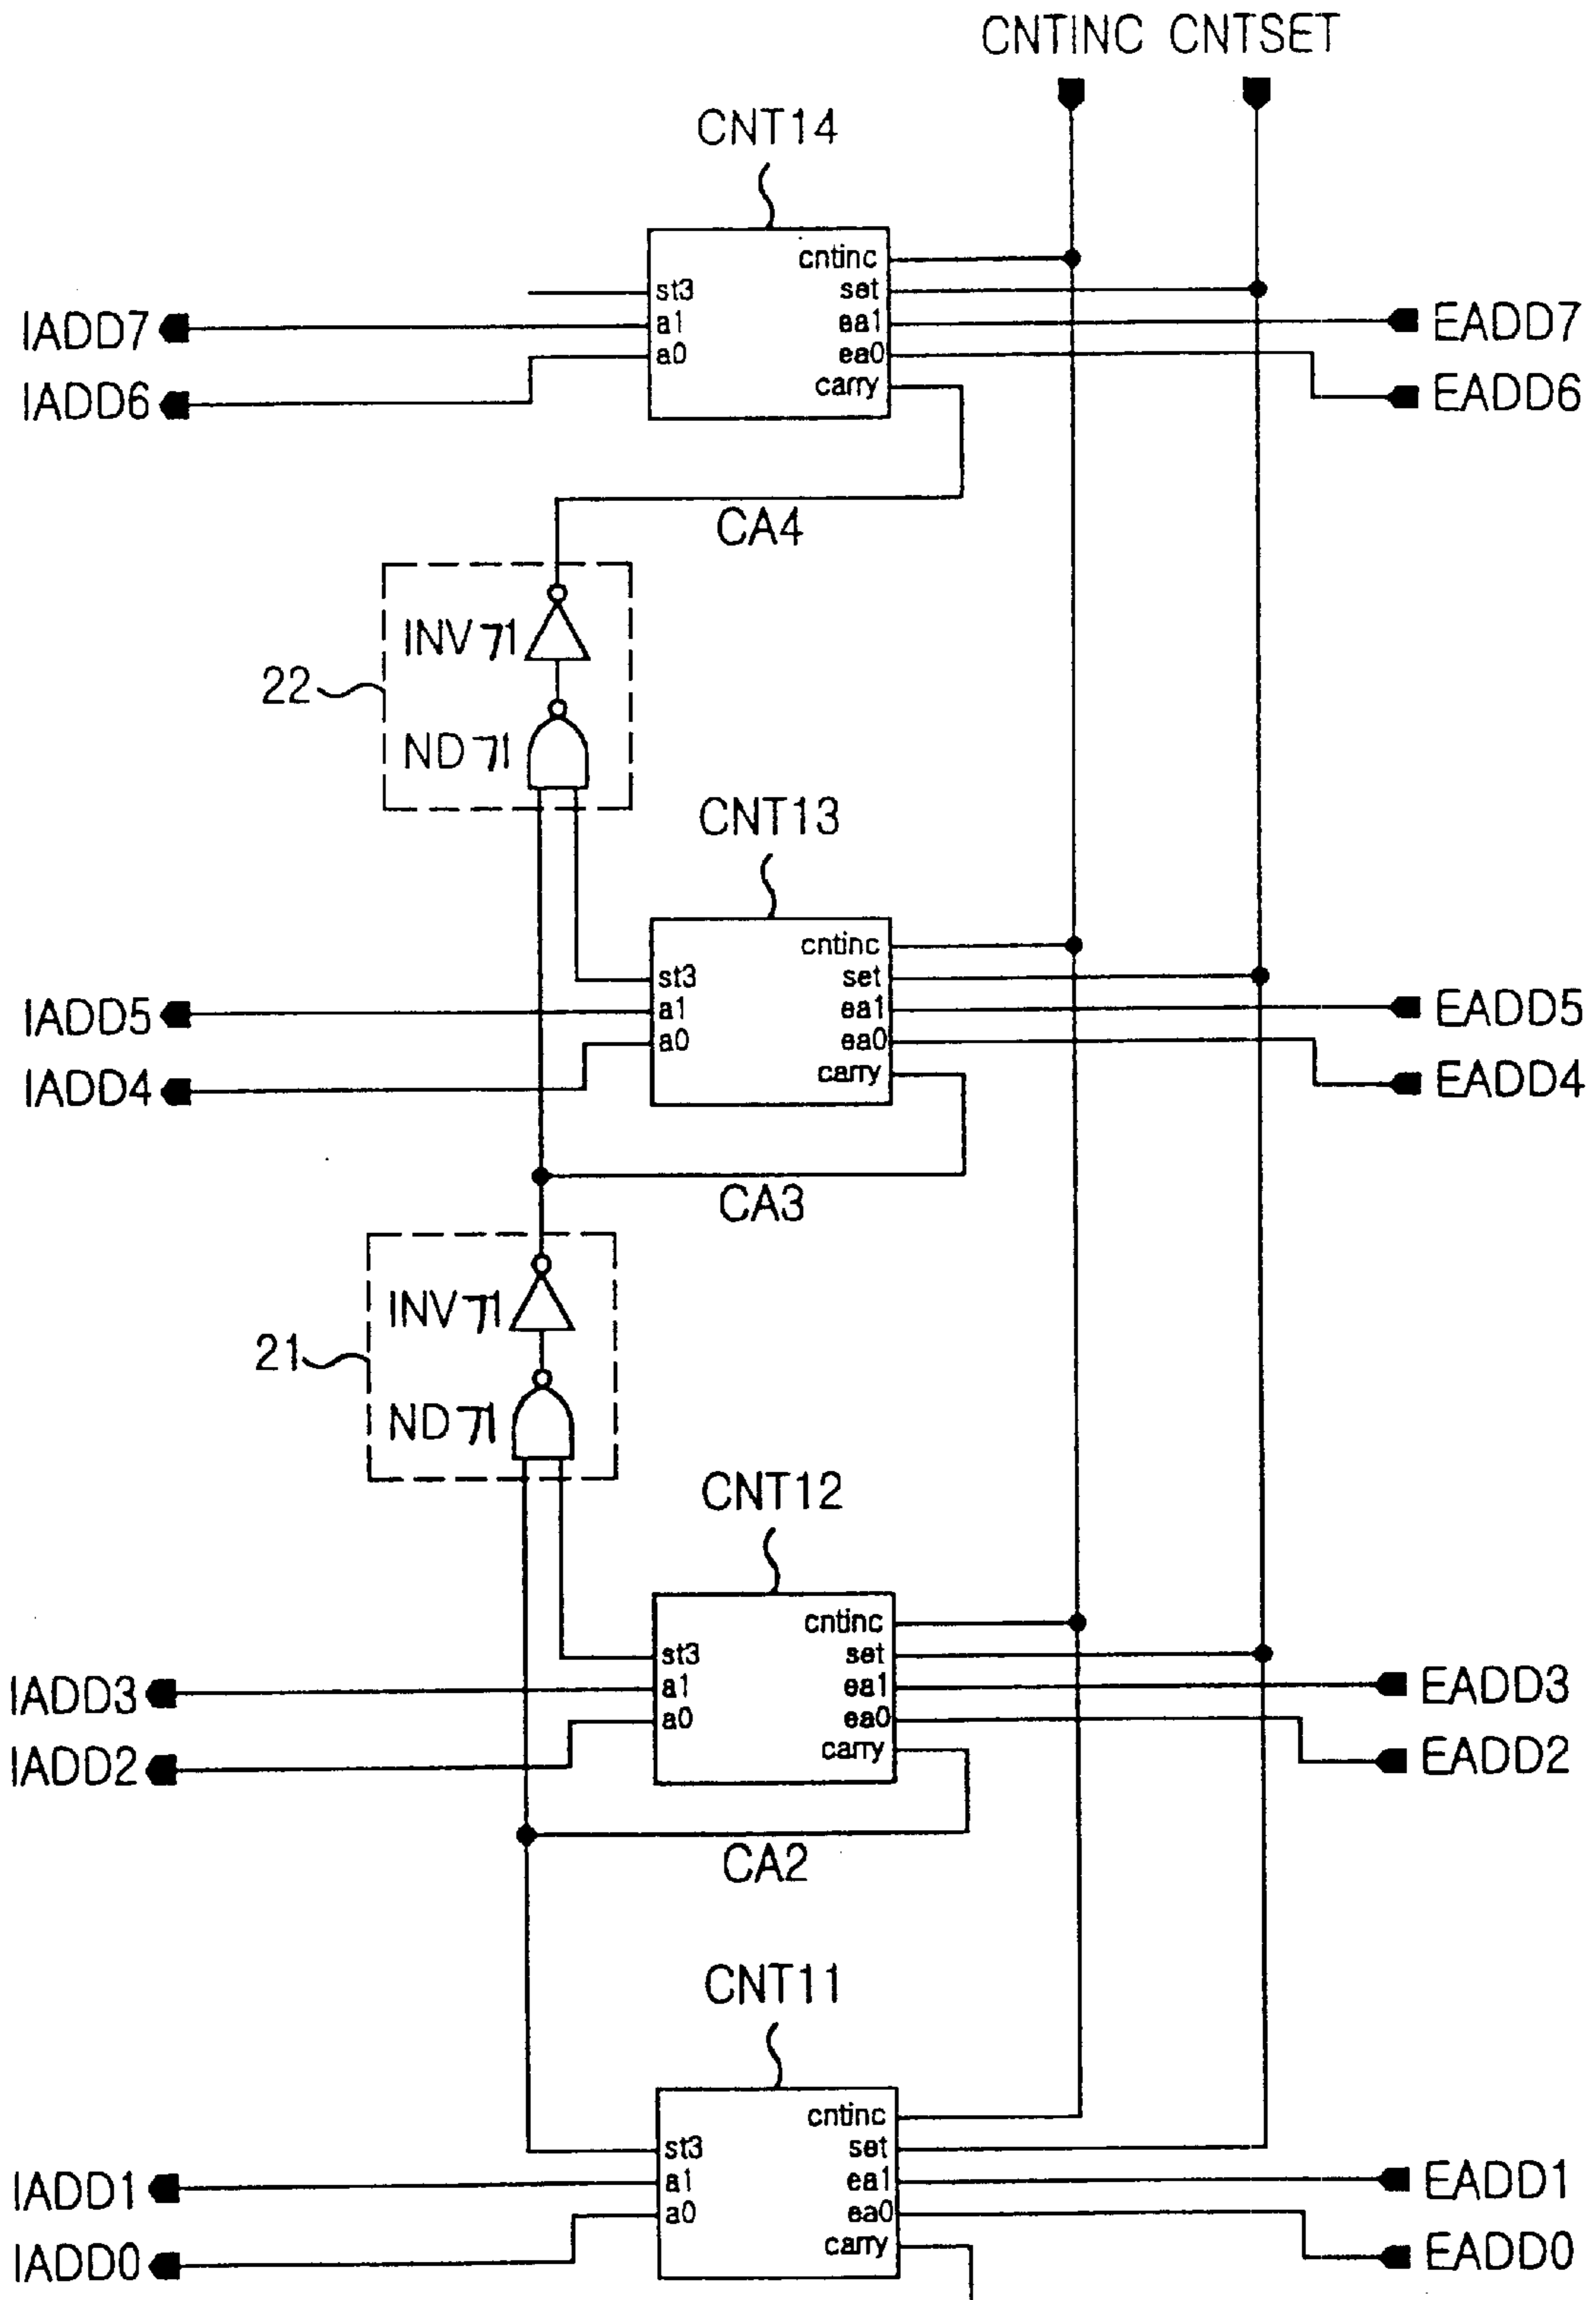 CNTINC CNTSET
CNT14
cntinc
st3 set
IADD7 a1 ea1 EADD7
a0 ea0
IADD6 carry EADD6
CA4
INV71
22
ND71
CNT13
cntinc
st3 set
IADD5 a1 ea1 EADD5
a0 ea0
IADD4 carry EADD4
CA3
INV71
21
ND71
CNT12
cntinc
st3 set
IADD3 a1 ea1 EADD3
a0 ea0
IADD2 carry EADD2
CA2
CNT11
cntinc
st3 set
IADD1 a1 ea1 EADD1
a0 ea0
IADD0 carry EADD0